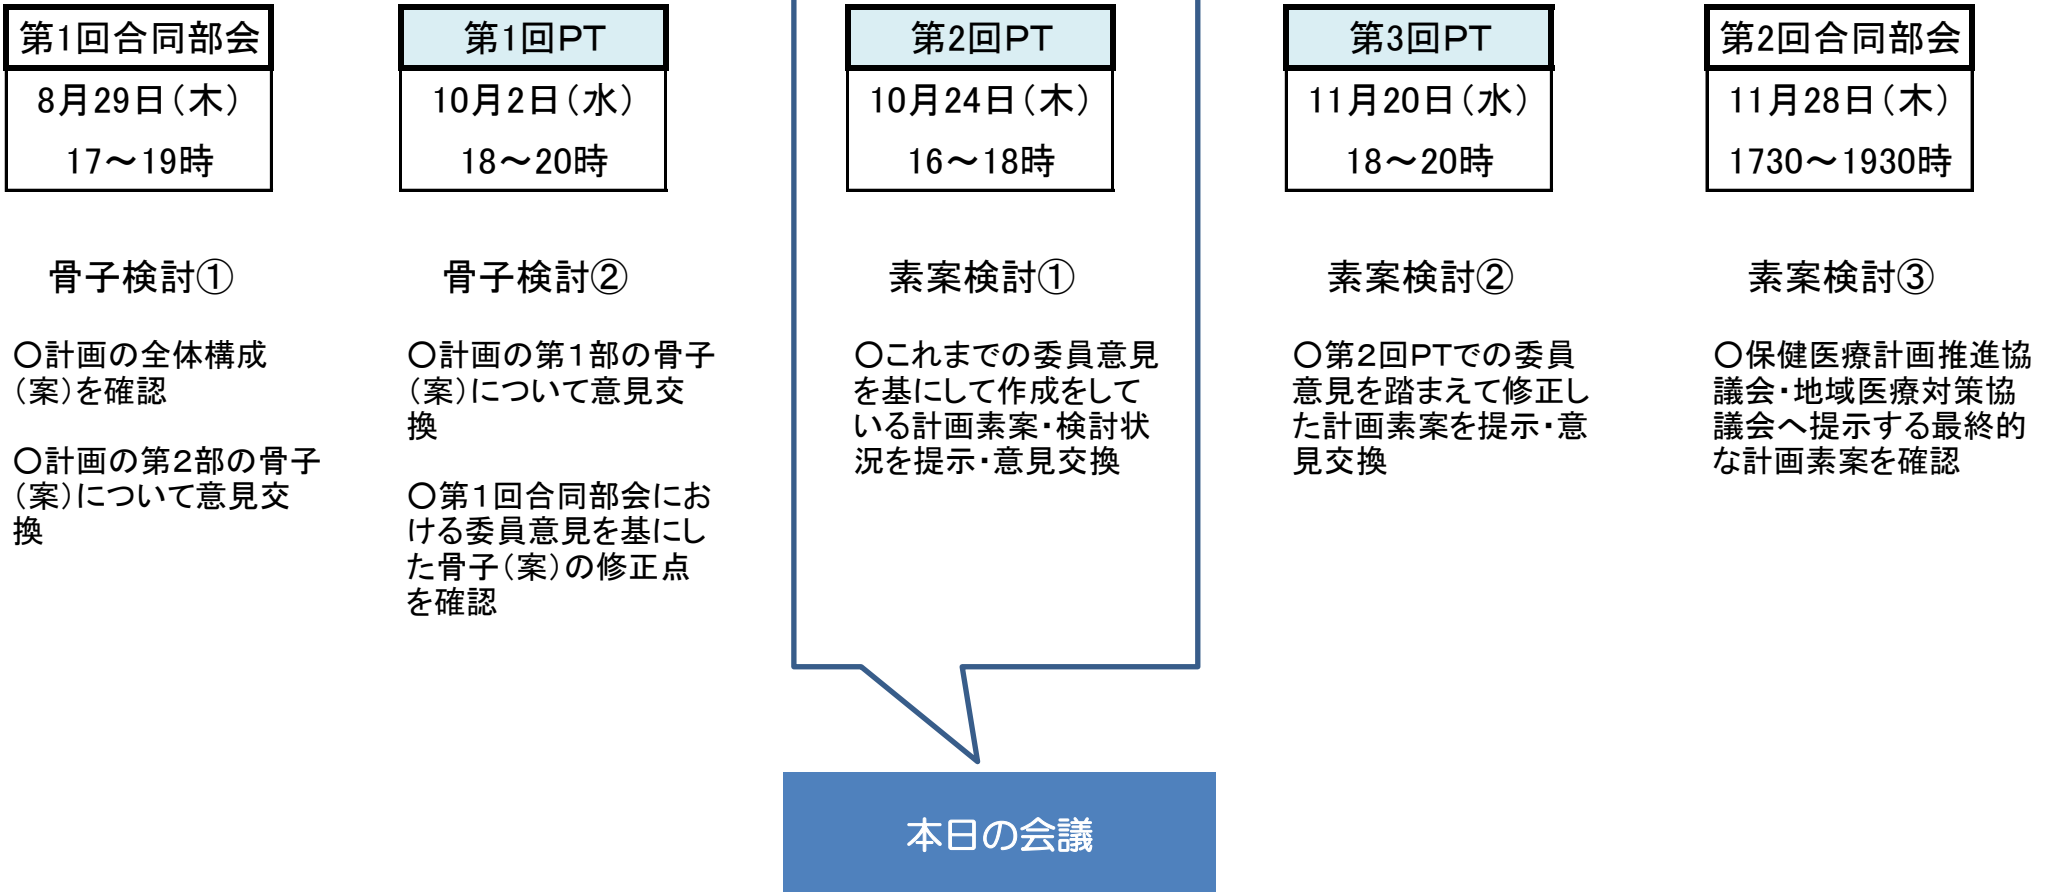 第1回合同部会
8月29日（木）
17～19時
骨子検討①
○計画の全体構成
（案）を確認
○計画の第２部の骨子
（案）について意見交
換
第1回ＰＴ
10月2日（水）
18～20時
骨子検討②
○計画の第１部の骨子
（案）について意見交
換
○第１回合同部会にお
ける委員意見を基にし
た骨子（案）の修正点
を確認
第2回ＰＴ
10月24日（木）
16～18時
素案検討①
○これまでの委員意見
を基にして作成をして
いる計画素案・検討状
況を提示・意見交換
第3回ＰＴ
11月20日（水）
18～20時
素案検討②
○第２回ＰＴでの委員
意見を踏まえて修正し
た計画素案を提示・意
見交換
第2回合同部会
11月28日（木）
1730～1930時
素案検討③
○保健医療計画推進協
議会・地域医療対策協
議会へ提示する最終的
な計画素案を確認
本日の会議